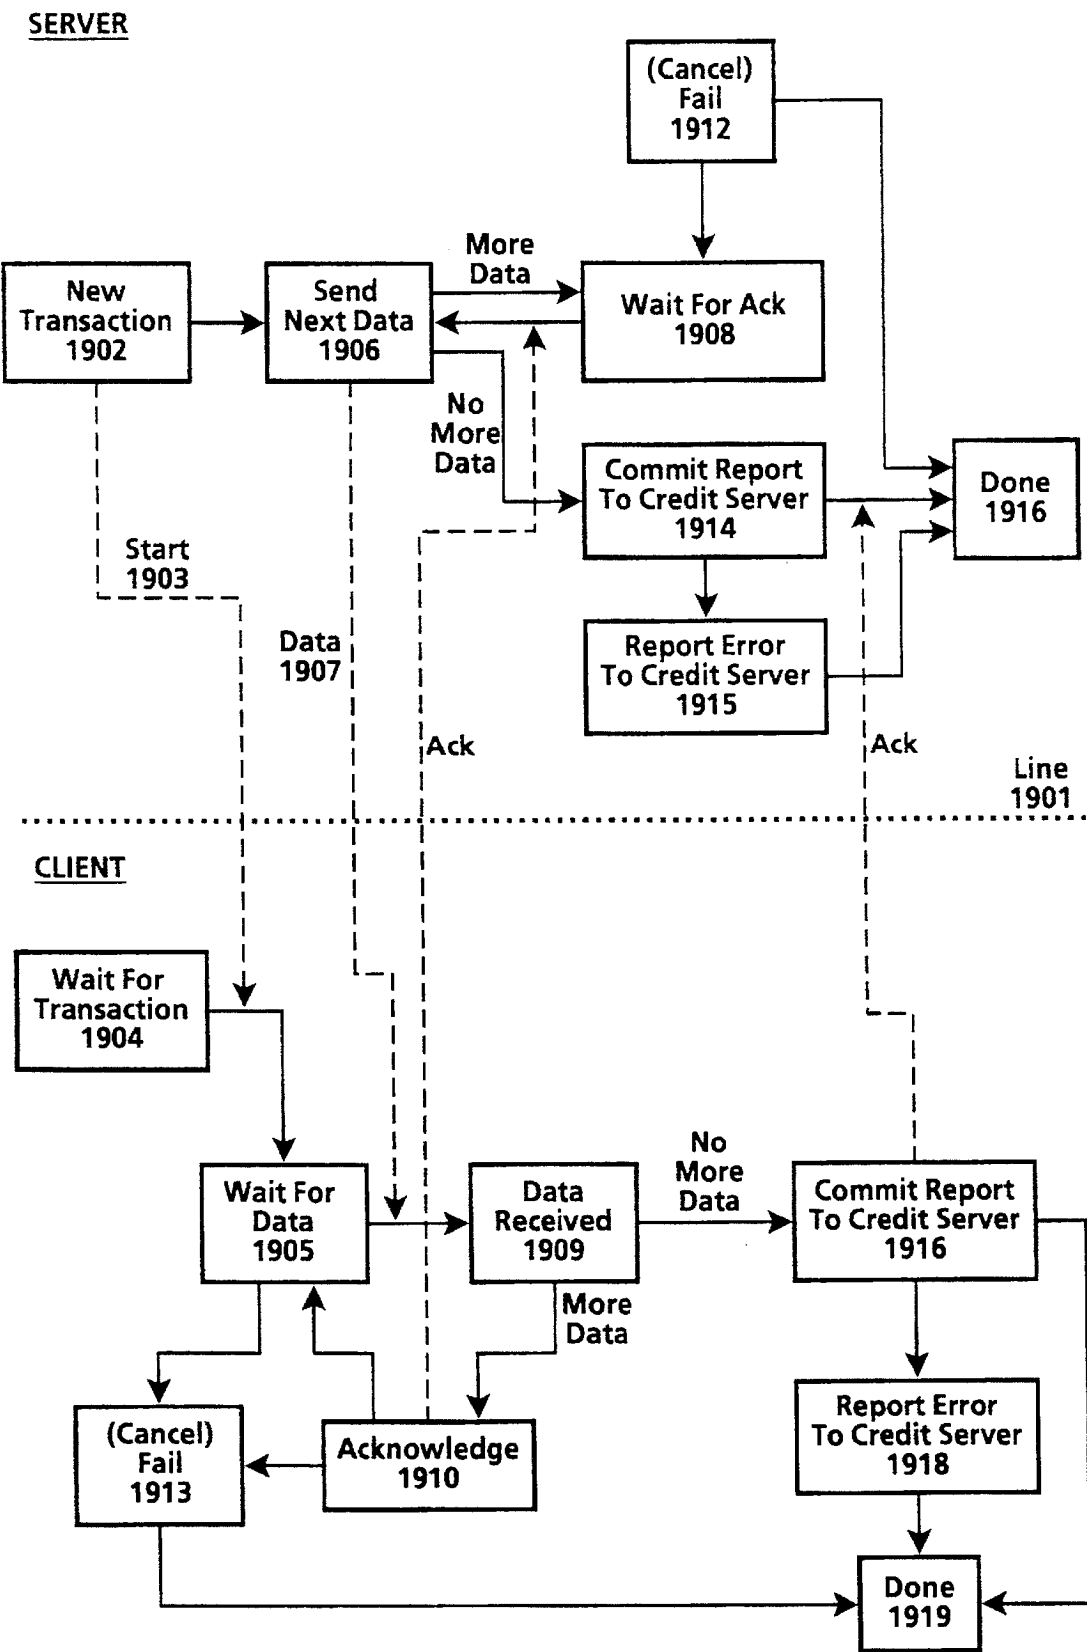 SERVER
(Cancel)
Fail
1912
More
Data
New
Transaction
1902
Send
Next Data
1906
Wait For Ack
1908
No
More
Data
Commit Report
To Credit Server
1914
Done
1916
Start
1903
Data
1907
Report Error
To Credit Server
1915
Ack
Ack
Line
1901
CLIENT
Wait For
Transaction
1904
No
More
Data
Wait For
Data
1905
Data
Received
1909
Commit Report
To Credit Server
1916
More
Data
(Cancel)
Fail
1913
Acknowledge
1910
Report Error
To Credit Server
1918
Done
1919